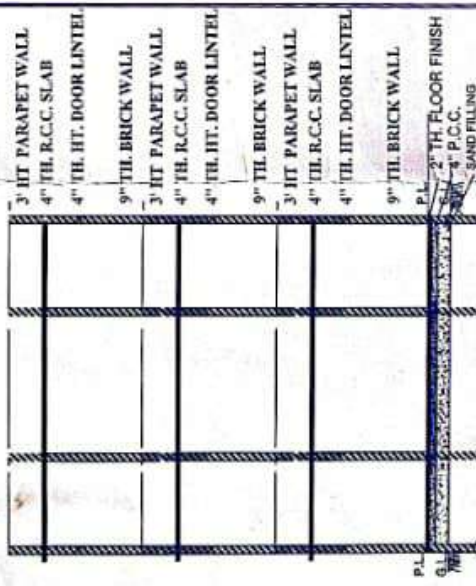 3' HT PARAPET WALL
4" TH. R.C.C. SLAB
4" TH. HT. DOOR LINTEL
9" TH. BRICK WALL
3' HT PARAPET WALL
4" TH. R.C.C. SLAB
4" TH. HT. DOOR LINTEL
9" TH. BRICK WALL
3' HT PARAPET WALL
4" TH. R.C.C. SLAB
4" TH. HT. DOOR LINTEL
9" TH. BRICK WALL
P.L.
P.L.
2" TH. FLOOR FINISH
4" P.C.C.
SAND FILLING